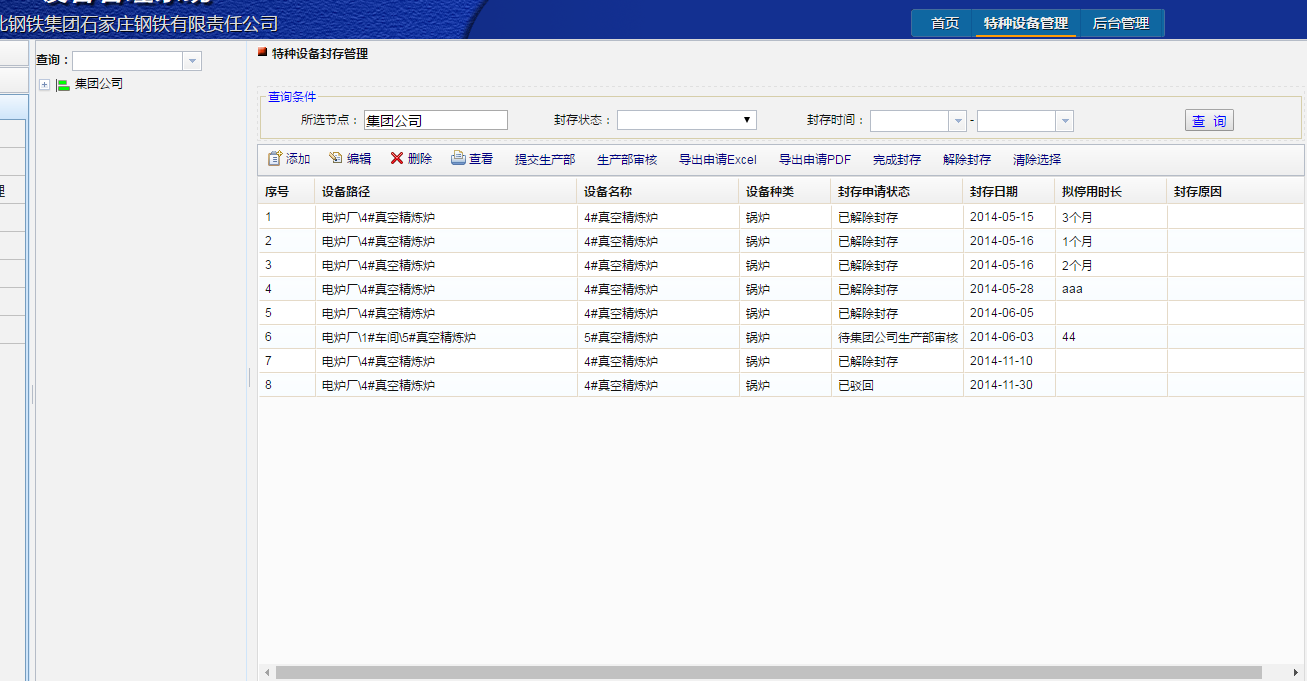 钢铁集团石家庄钢铁有限责任公司
首页 特种设备管理 后台管理
查询：
集团公司
特种设备封存管理
查询条件
所选节点： 集团公司 封存状态： 封存时间： - 查 询
添加 编辑 删除 查看 提交生产部 生产部审核 导出申请Excel 导出申请PDF 完成封存 解除封存 清除选择
序号 设备路径 设备名称 设备种类 封存申请状态 封存日期 拟停用时长 封存原因
1 电炉厂\4#真空精炼炉 4#真空精炼炉 锅炉 已解除封存 2014-05-15 3个月
2 电炉厂\4#真空精炼炉 4#真空精炼炉 锅炉 已解除封存 2014-05-16 1个月
3 电炉厂\4#真空精炼炉 4#真空精炼炉 锅炉 已解除封存 2014-05-16 2个月
4 电炉厂\4#真空精炼炉 4#真空精炼炉 锅炉 已解除封存 2014-05-28 aaa
5 电炉厂\4#真空精炼炉 4#真空精炼炉 锅炉 已解除封存 2014-06-05
6 电炉厂\1#车间\5#真空精炼炉 5#真空精炼炉 锅炉 待集团公司生产部审核 2014-06-03 44
7 电炉厂\4#真空精炼炉 4#真空精炼炉 锅炉 已解除封存 2014-11-10
8 电炉厂\4#真空精炼炉 4#真空精炼炉 锅炉 已驳回 2014-11-30